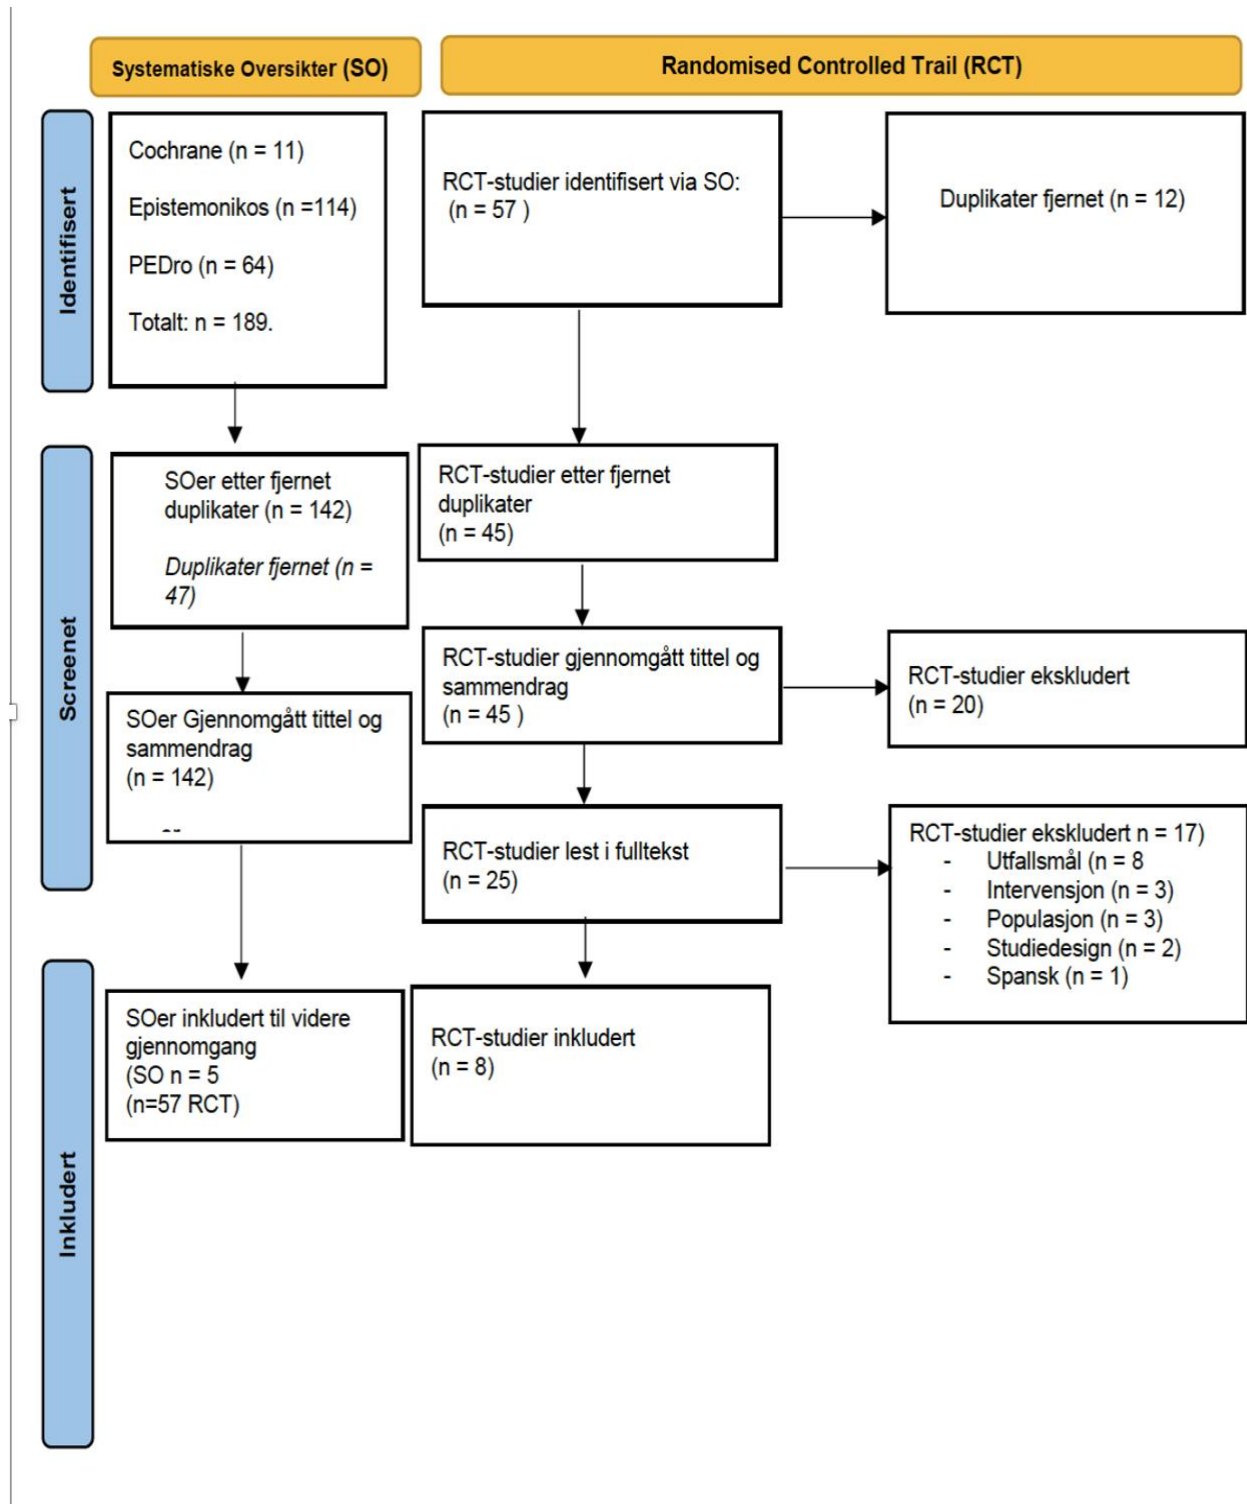 Systematiske Oversikter (SO)
Randomised Controlled Trail (RCT)
Identifisert
Cochrane (n = 11)
Epistemonikos (n =114)
PEDro (n = 64)
Totalt: n = 189.
RCT-studier identifisert via SO:
(n = 57 )
Duplikater fjernet (n = 12)
Screenet
SOer etter fjernet
duplikater (n = 142)
Duplikater fjernet (n =
47)
SOer Gjennomgått tittel og
sammendrag
(n = 142)
RCT-studier etter fjernet
duplikater
(n = 45)
RCT-studier gjennomgått tittel og
sammendrag
(n = 45 )
RCT-studier ekskludert
(n = 20)
RCT-studier lest i fulltekst
(n = 25)
RCT-studier ekskludert n = 17)
- Utfallsmål (n = 8
- Intervensjon (n = 3)
- Populasjon (n = 3)
- Studiedesign (n = 2)
- Spansk (n = 1)
Inkludert
SOer inkludert til videre
gjennomgang
(SO n = 5
(n=57 RCT)
RCT-studier inkludert
(n = 8)